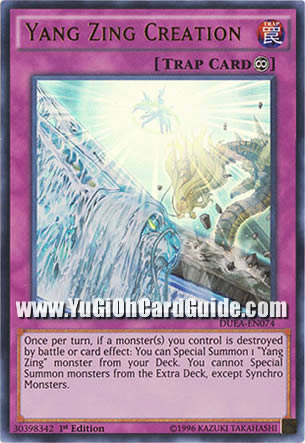 Yang Zing Creation
TRAP
罠
[Trap Card∞]
www.YuGiOhCardGuide.com
DUEA-EN074
Once per turn, if a monster(s) you control is destroyed
by battle or card effect: You can Special Summon 1 "Yang
Zing" monster from your Deck. You cannot Special
Summon monsters from the Extra Deck, except Synchro
Monsters.
30398342 1st Edition ©1996 KAZUKI TAKAHASHI